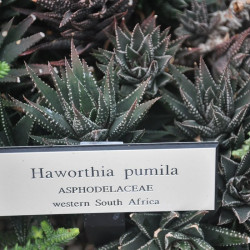 Haworthia pumila
ASPHODELACEAE
western South Africa